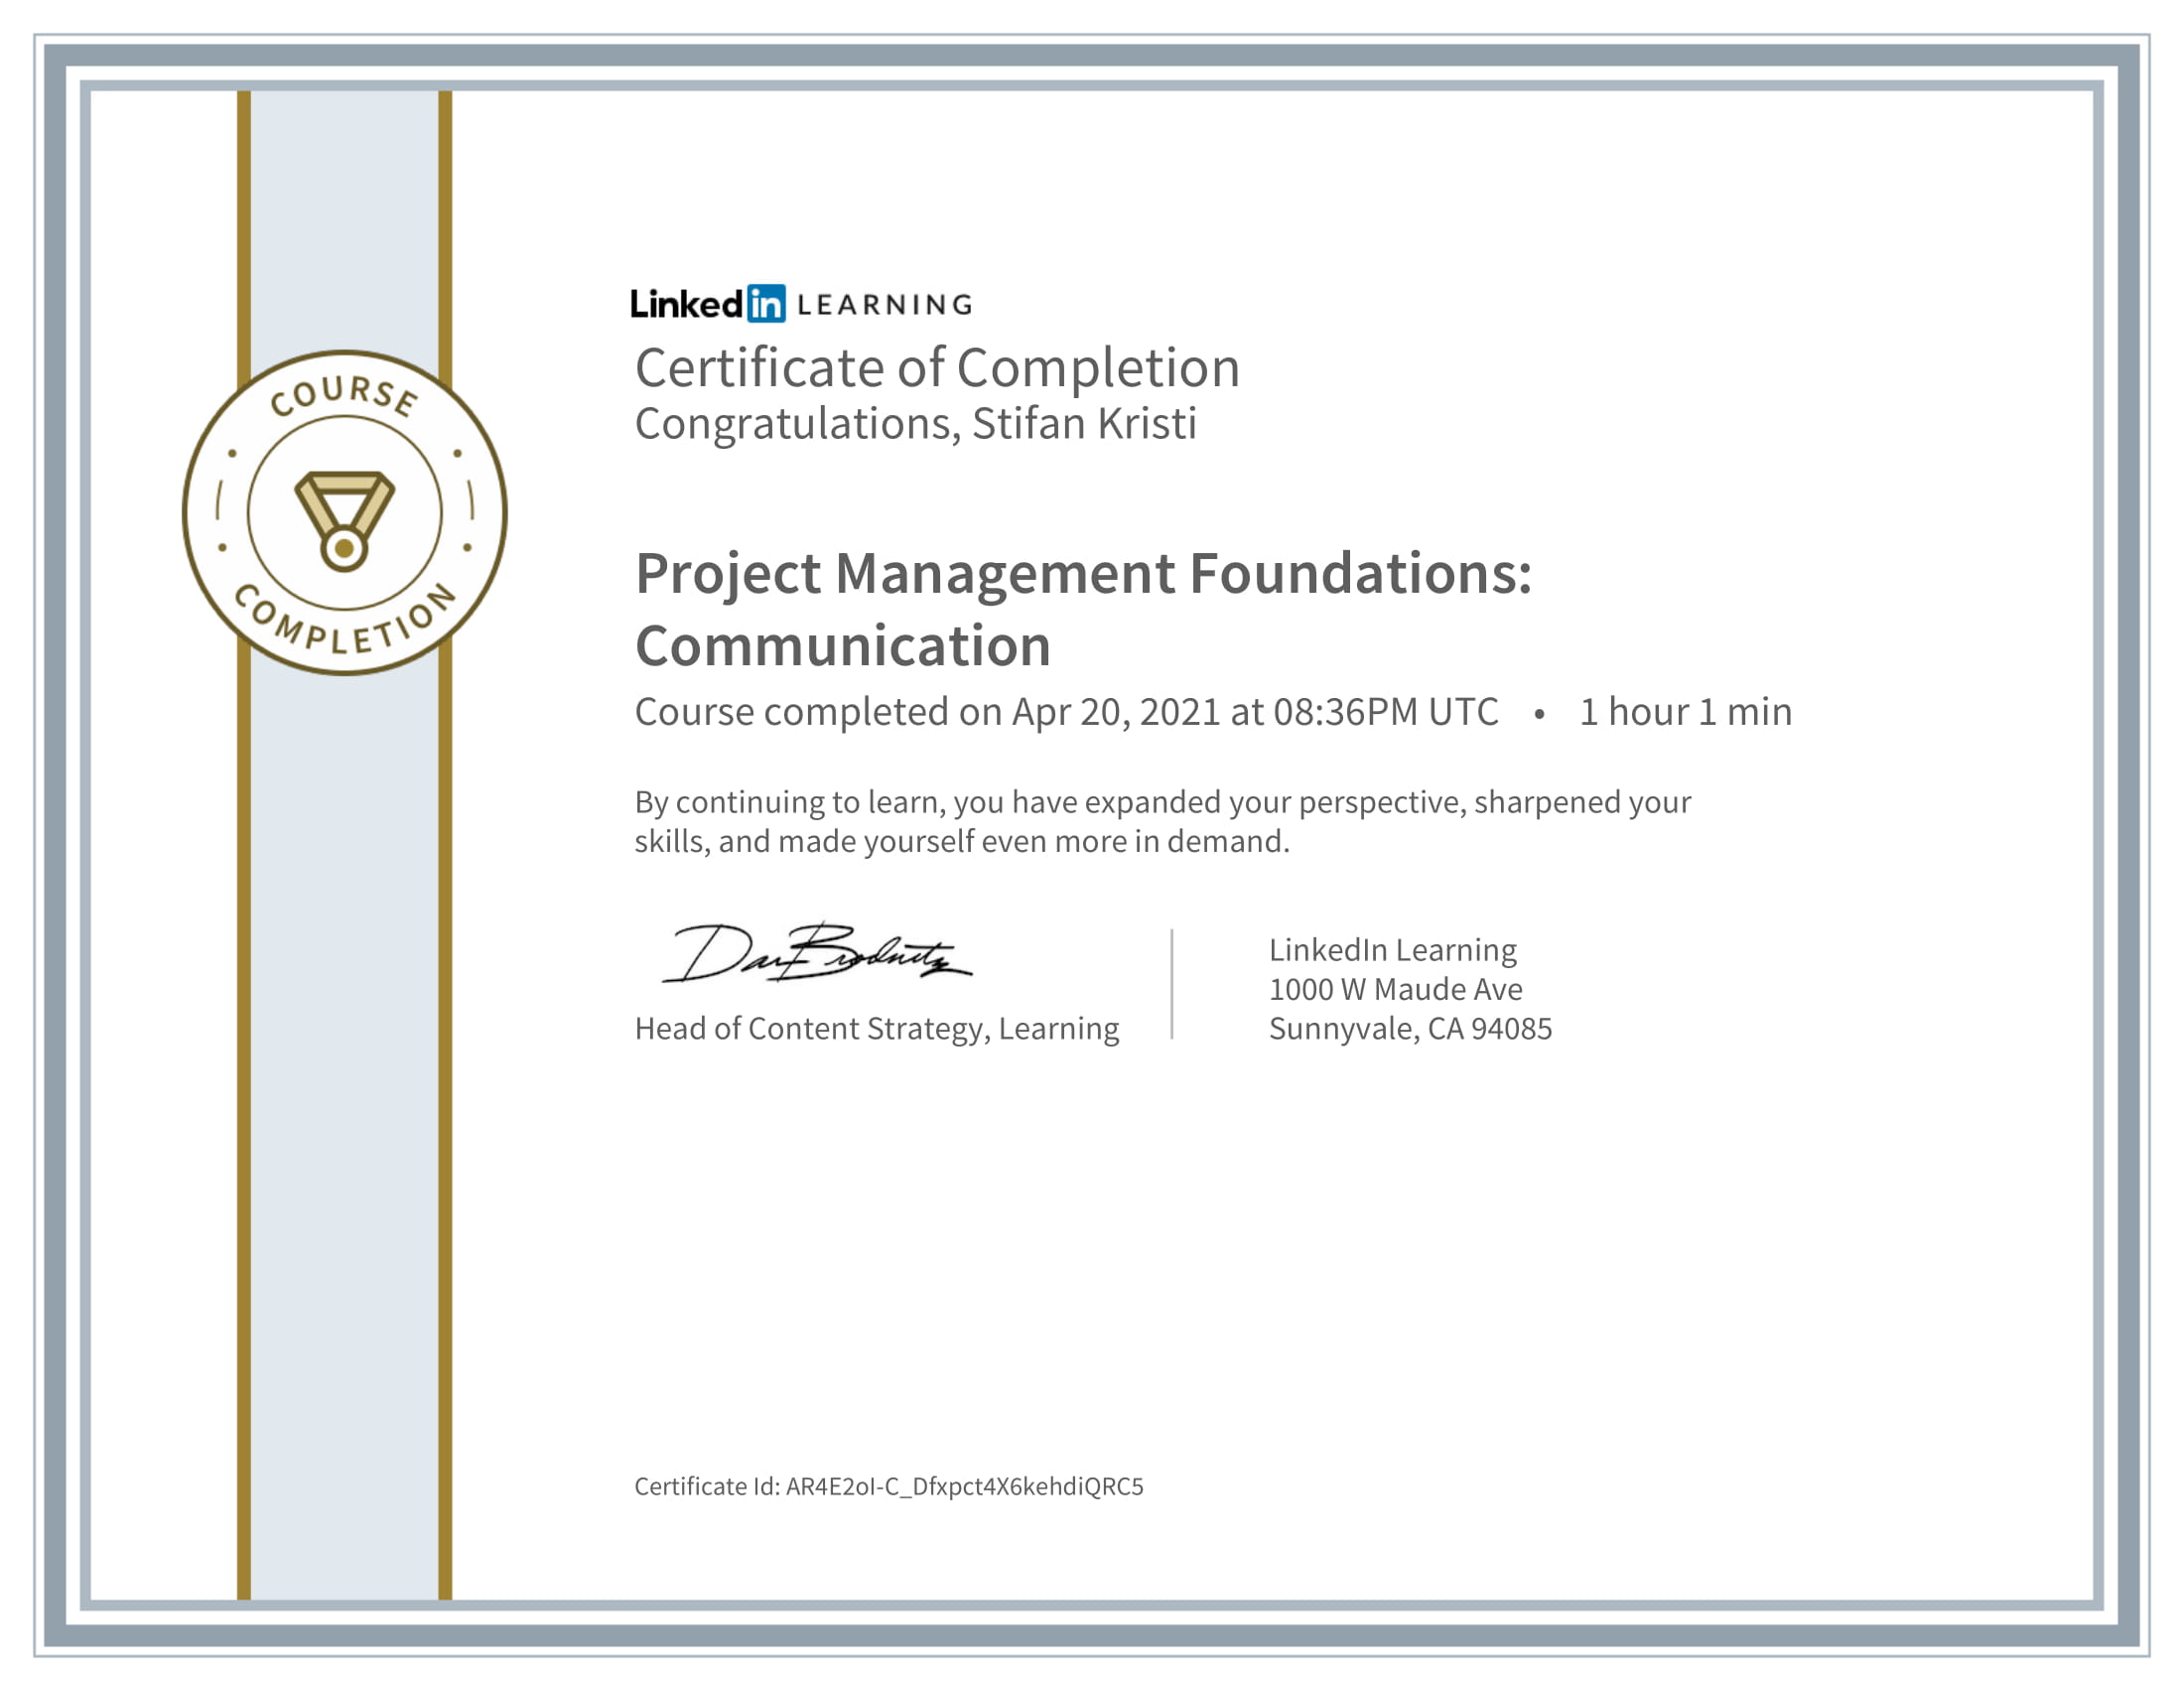 COURSE
COMPLETION
Linked in LEARNING
Certificate of Completion
Congratulations, Stifan Kristi
Project Management Foundations:
Communication
Course completed on Apr 20, 2021 at 08:36PM UTC • 1 hour 1 min
By continuing to learn, you have expanded your perspective, sharpened your
skills, and made yourself even more in demand.
Head of Content Strategy, Learning
LinkedIn Learning
1000 W Maude Ave
Sunnyvale, CA 94085
Certificate Id: AR4E2oI-C_Dfxpct4X6kehdiQRC5